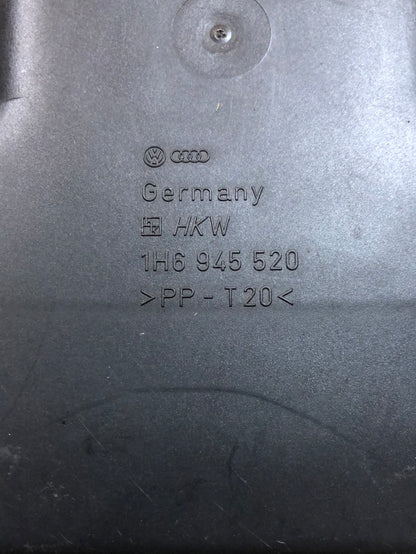 Germany
HKW
1H6 945 520
>PP-T20<